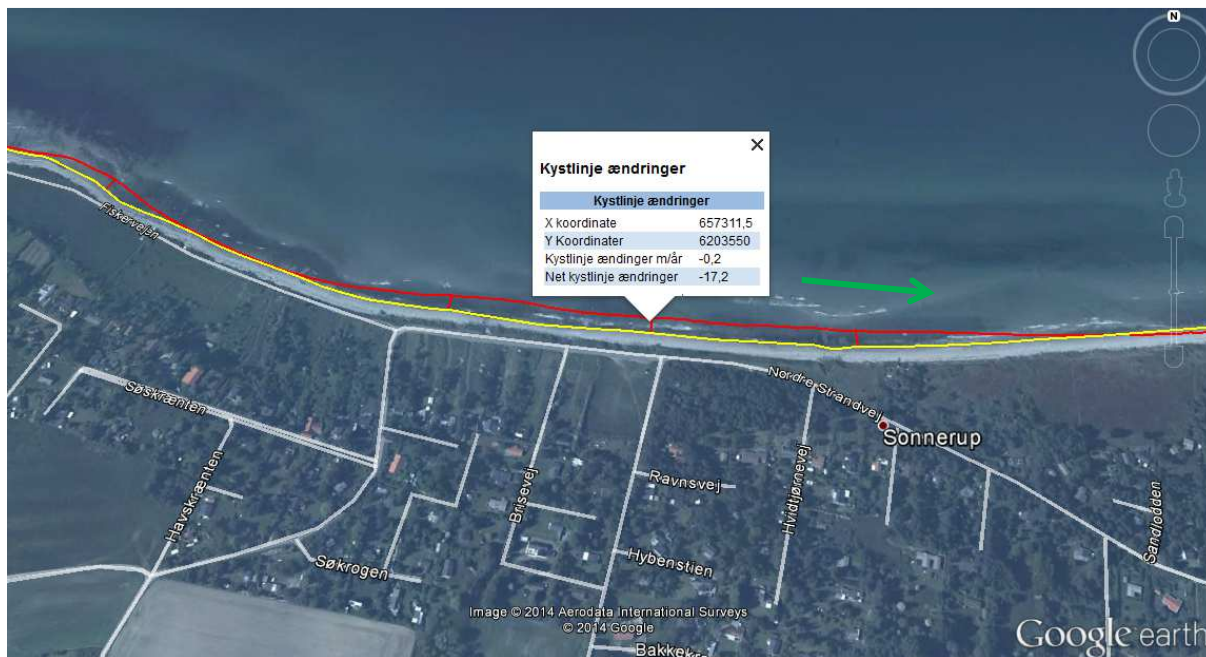 N
Kystlinje ændringer
Kystlinje ændringer
X koordinate 657311,5
Y Koordinater 6203550
Kystlinje ændinger m/år -0,2
Net kystlinje ændringer -17,2
Fiskervejen
Søskrænten
Havskrænten
Søkrogen
Brisevej
Ravnsvej
Hybenstien
Hvidtjørnevej
Nordre Strandvej
Sonnerup
Sandlodden
Image © 2014 Aerodata International Surveys
© 2014 Google
Google earth